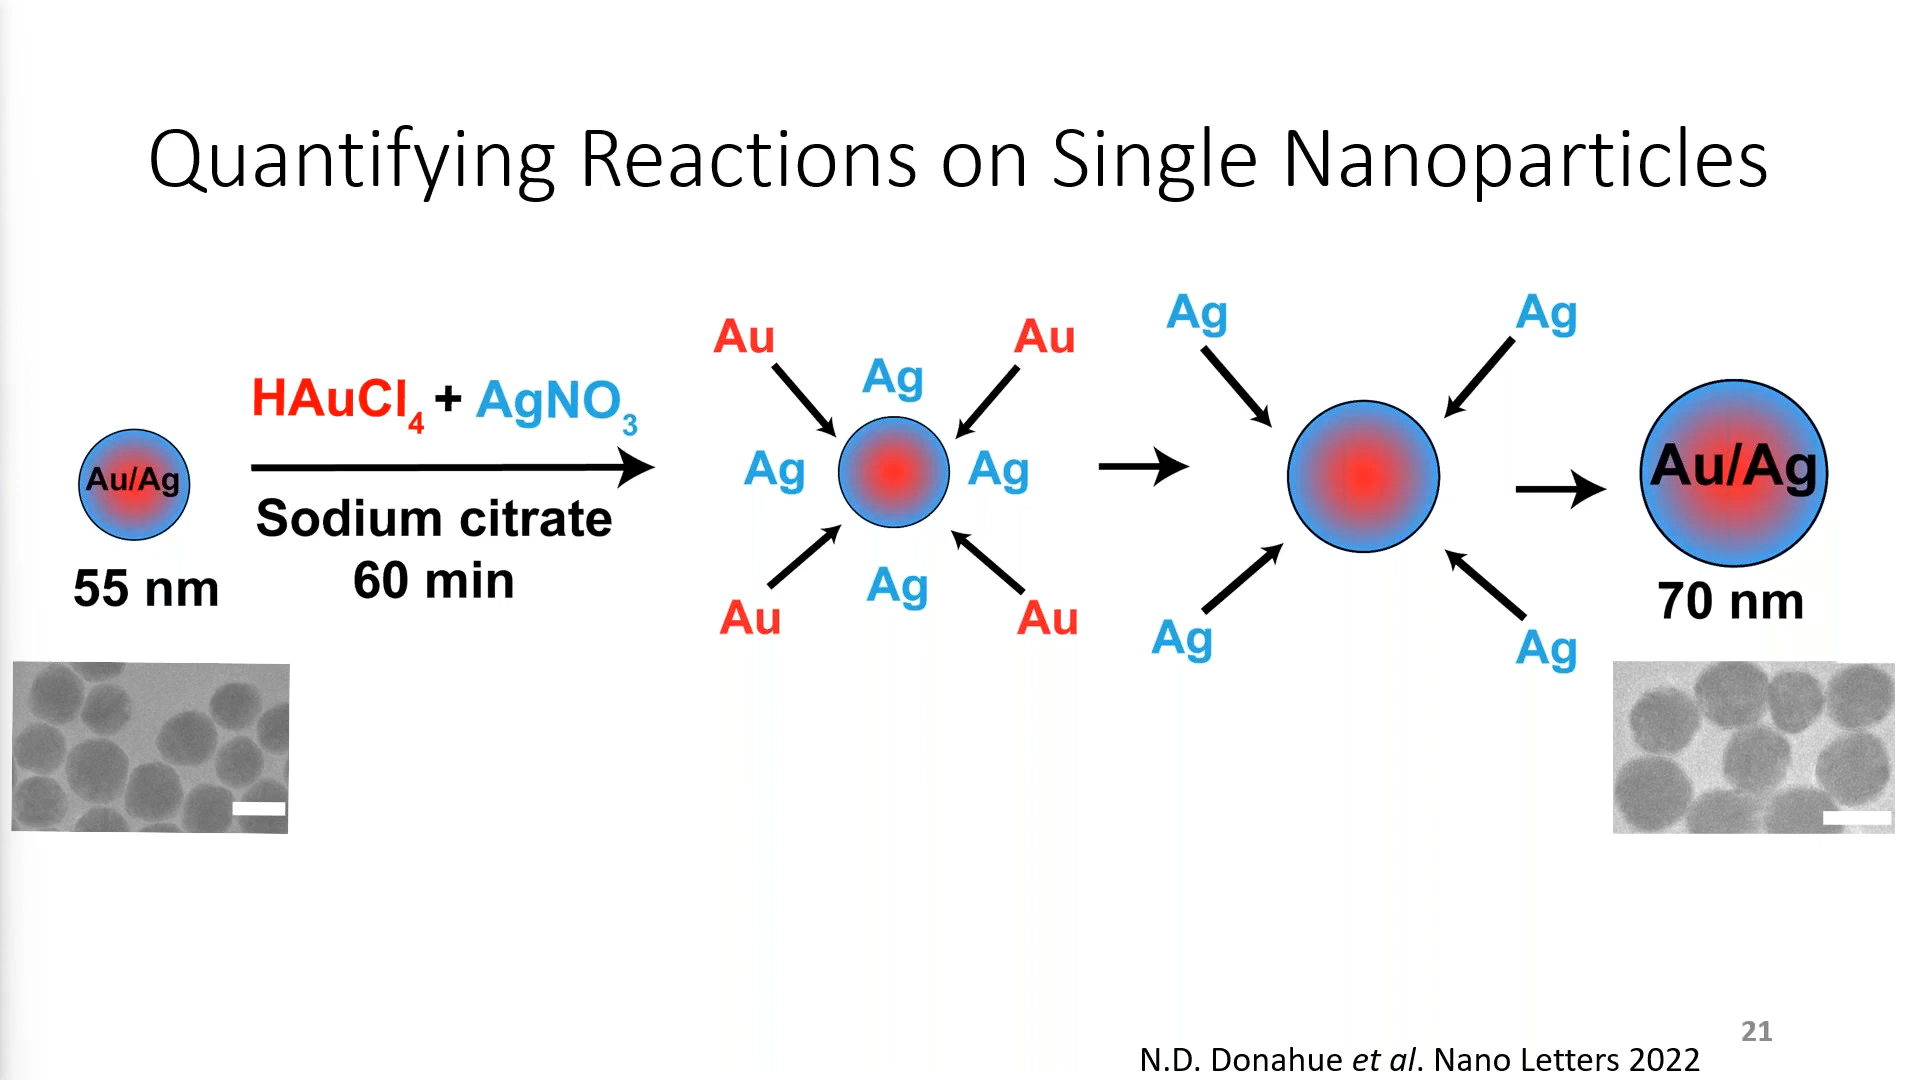 Quantifying Reactions on Single Nanoparticles
Au/Ag
55 nm
HAuCl₄ + AgNO₃
Sodium citrate
60 min
Au
Au
Ag
Ag
Ag
Ag
Au
Au
Ag
Ag
Ag
Ag
Au/Ag
70 nm
21
N.D. Donahue et al. Nano Letters 2022